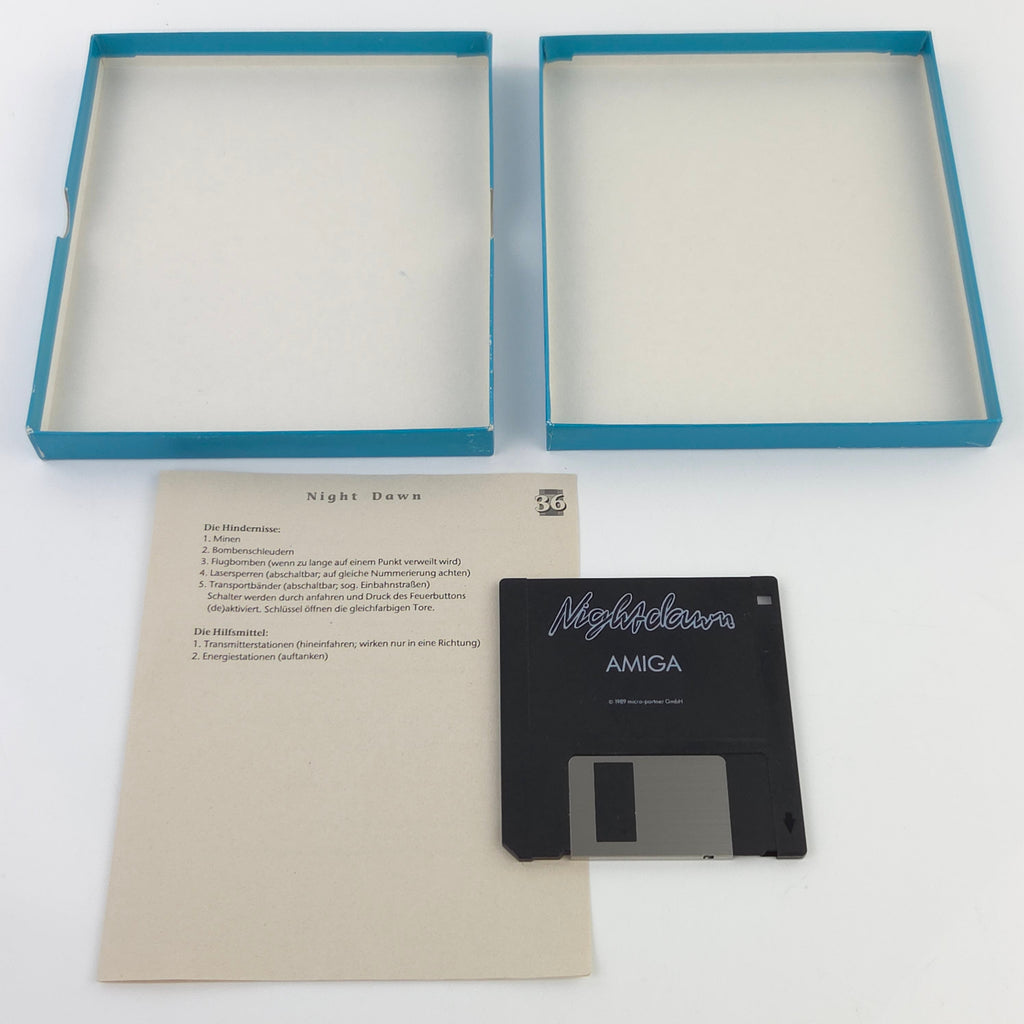 Night Dawn
36
Die Hindernisse:
1. Minen
2. Bombenschleudern
3. Flugbomben (wenn zu lange auf einem Punkt verweilt wird)
4. Lasersperren (abschaltbar; auf gleiche Nummerierung achten)
5. Transportbänder (abschaltbar; sog. Einbahnstraßen)
Schalter werden durch anfahren und Druck des Feuerbuttons
(de)aktiviert. Schlüssel öffnen die gleichfarbigen Tore.
Die Hilfsmittel:
1. Transmitterstationen (hineinfahren; wirken nur in eine Richtung)
2. Energiestationen (auftanken)
Nightdawn
AMIGA
© 1989 micro-partner GmbH